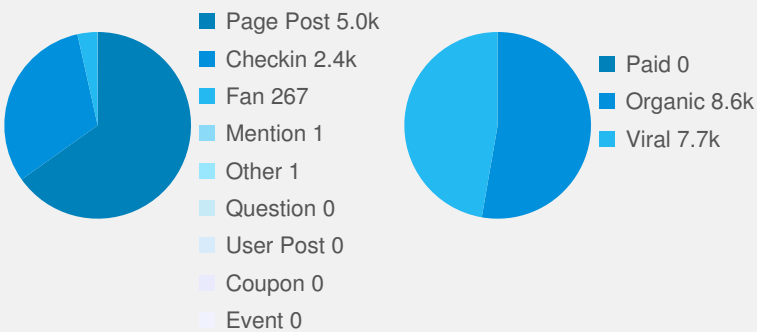 Page Post 5.0k
Checkin 2.4k
Fan 267
Mention 1
Other 1
Question 0
User Post 0
Coupon 0
Event 0
Paid 0
Organic 8.6k
Viral 7.7k